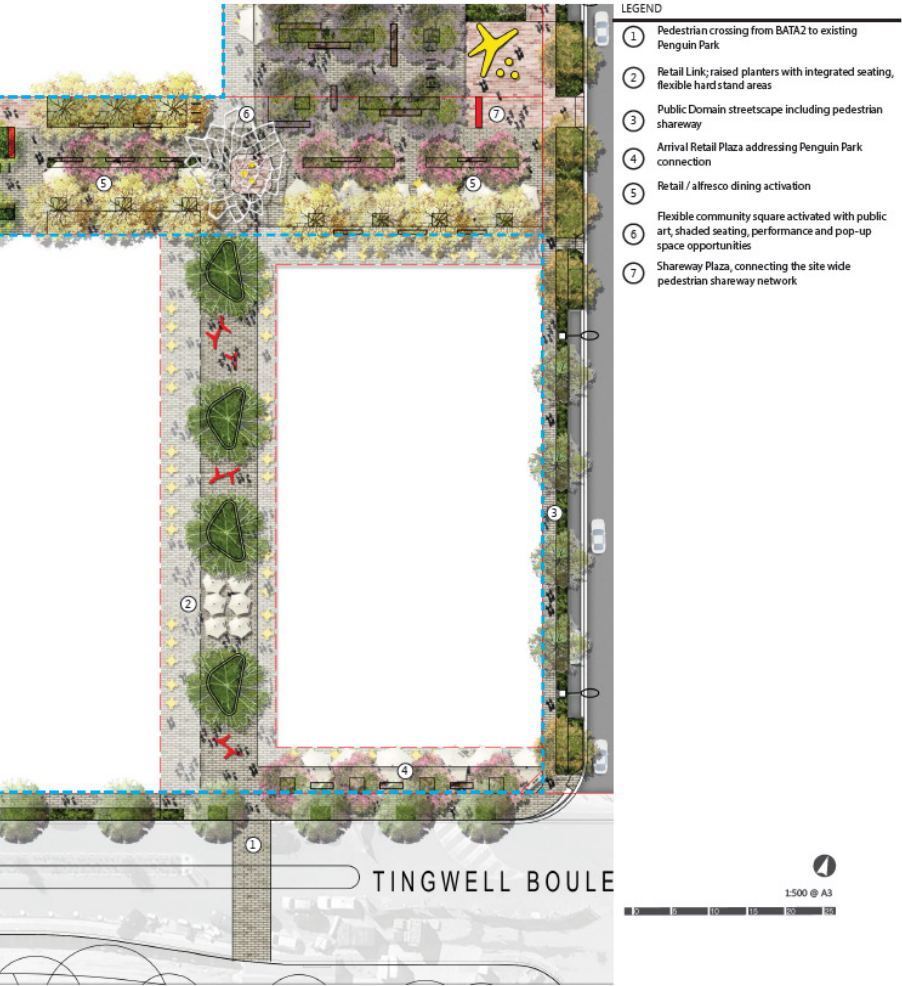 LEGEND
1 Pedestrian crossing from BATA2 to existing
Penguin Park
2 Retail Link; raised planters with integrated seating,
flexible hard stand areas
3 Public Domain streetscape including pedestrian
shareway
4 Arrival Retail Plaza addressing Penguin Park
connection
5 Retail / alfresco dining activation
6 Flexible community square activated with public
art, shaded seating, performance and pop-up
space opportunities
7 Shareway Plaza, connecting the site wide
pedestrian shareway network
6
7
5
5
3
2
4
1
TINGWELL BOULE
1:500 @ A3
0 5 10 15 20 25